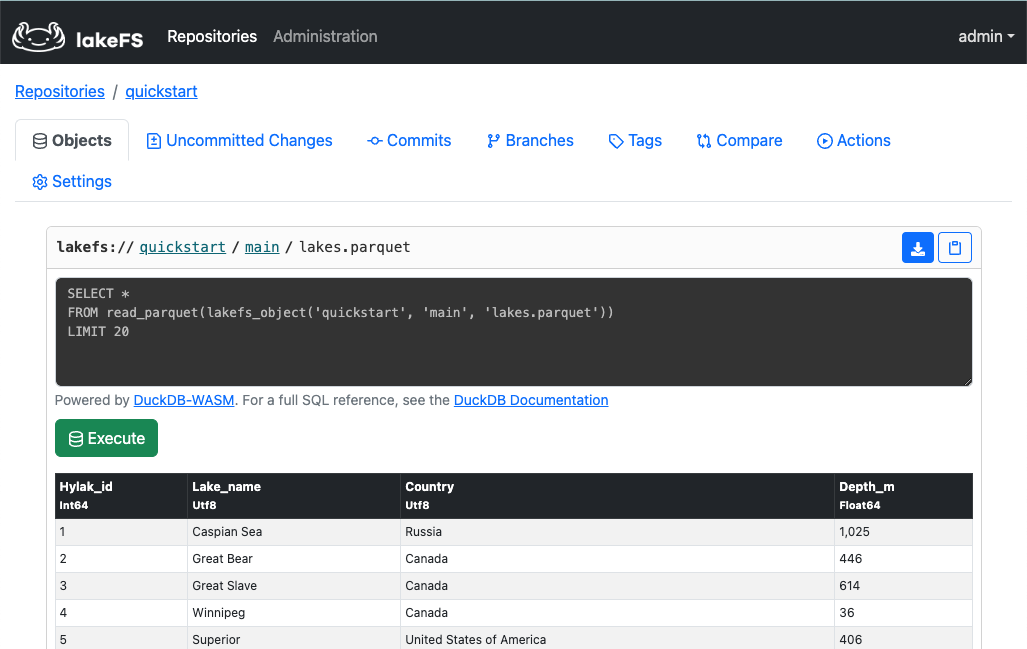 lakeFS Repositories Administration admin
Repositories / quickstart
Objects Uncommitted Changes Commits Branches Tags Compare Actions
Settings
lakefs:// quickstart / main / lakes.parquet
SELECT *
FROM read_parquet(lakefs_object('quickstart', 'main', 'lakes.parquet'))
LIMIT 20
Powered by DuckDB-WASM. For a full SQL reference, see the DuckDB Documentation
Execute
Hylak_id Lake_name Country Depth_m
Int64 Utf8 Utf8 Float64
1 Caspian Sea Russia 1,025
2 Great Bear Canada 446
3 Great Slave Canada 614
4 Winnipeg Canada 36
5 Superior United States of America 406